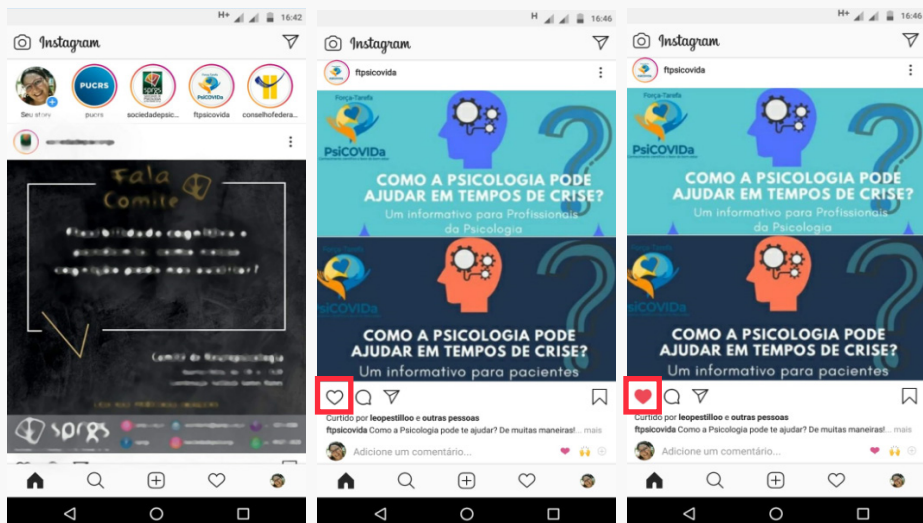 H+ 16:42
Instagram
PUCRS
sprgs
PsiCOVIDa
Seu story
pucrs
sociedadepsic...
ftpsicovida
conselhofedera...
Fala
Comite
sprgs
H 16:46
Instagram
ftpsicovida
Força-Tarefa
PsiCOVIDa
COMO A PSICOLOGIA PODE
AJUDAR EM TEMPOS DE CRISE?
Um informativo para Profissionais
da Psicologia
Força-Tarefa
PsiCOVIDa
COMO A PSICOLOGIA PODE
AJUDAR EM TEMPOS DE CRISE?
Um informativo para pacientes
Curtido por leopestilloo e outras pessoas
ftpsicovida Como a Psicologia pode te ajudar? De muitas maneiras!... mais
Adicione um comentário...
H+ 16:46
Instagram
ftpsicovida
Força-Tarefa
PsiCOVIDa
COMO A PSICOLOGIA PODE
AJUDAR EM TEMPOS DE CRISE?
Um informativo para Profissionais
da Psicologia
Força-Tarefa
PsiCOVIDa
COMO A PSICOLOGIA PODE
AJUDAR EM TEMPOS DE CRISE?
Um informativo para pacientes
Curtido por leopestilloo e outras pessoas
ftpsicovida Como a Psicologia pode te ajudar? De muitas maneiras!... mais
Adicione um comentário...